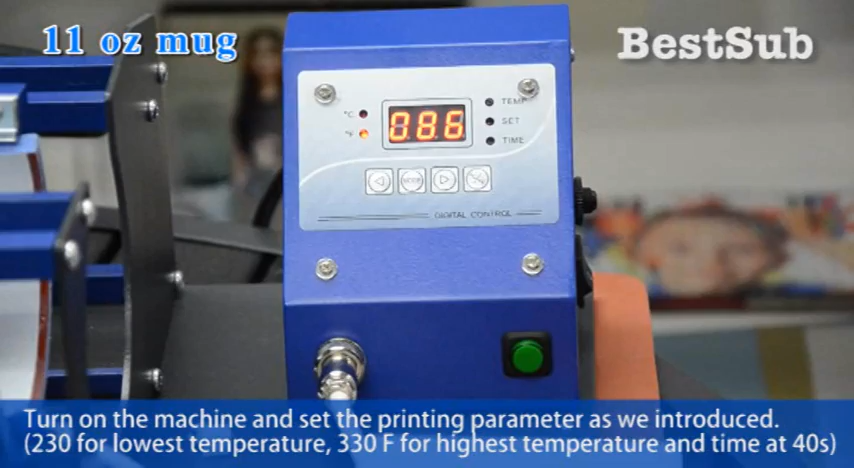 11 oz mug
BestSub
TEMP
°C
086
SET
°F
TIME
MODE
DIGITAL CONTROL
Turn on the machine and set the printing parameter as we introduced.
(230 for lowest temperature, 330 F for highest temperature and time at 40s)